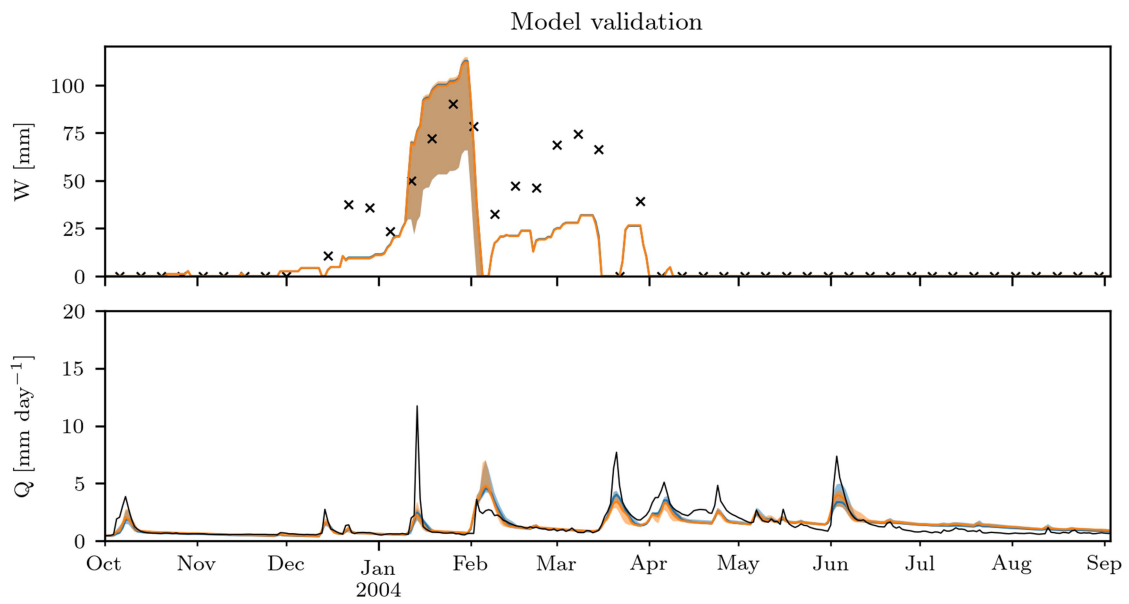 Model validation
W [mm]
100
75
50
25
0
Q [mm day⁻¹]
20
15
10
5
0
Oct Nov Dec Jan Feb Mar Apr May Jun Jul Aug Sep
2004